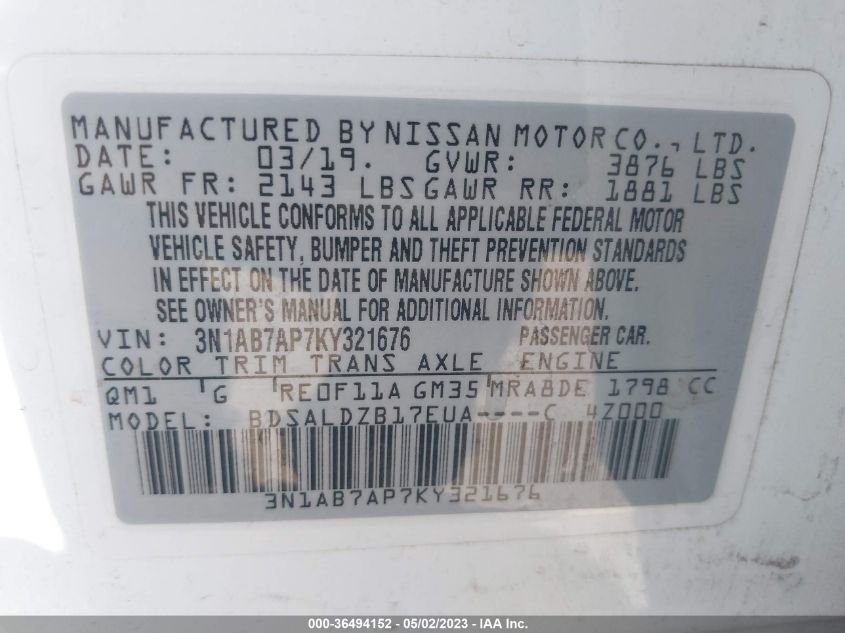 MANUFACTURED BY NISSAN MOTOR CO., LTD.
DATE: 03/19. GVWR: 3876 LBS
GAWR FR: 2143 LBS GAWR RR: 1881 LBS
THIS VEHICLE CONFORMS TO ALL APPLICABLE FEDERAL MOTOR
VEHICLE SAFETY, BUMPER AND THEFT PREVENTION STANDARDS
IN EFFECT ON THE DATE OF MANUFACTURE SHOWN ABOVE.
SEE OWNER'S MANUAL FOR ADDITIONAL INFORMATION.
VIN: 3N1AB7AP7KY321676 PASSENGER CAR.
COLOR TRIM TRANS AXLE ENGINE
QM1 G RE0F11A GM35 MRA8DE 1798 CC
MODEL: BDSALDZB17EUA----C 4Z000
3N1AB7AP7KY321676
000-36494152 - 05/02/2023 - IAA Inc.